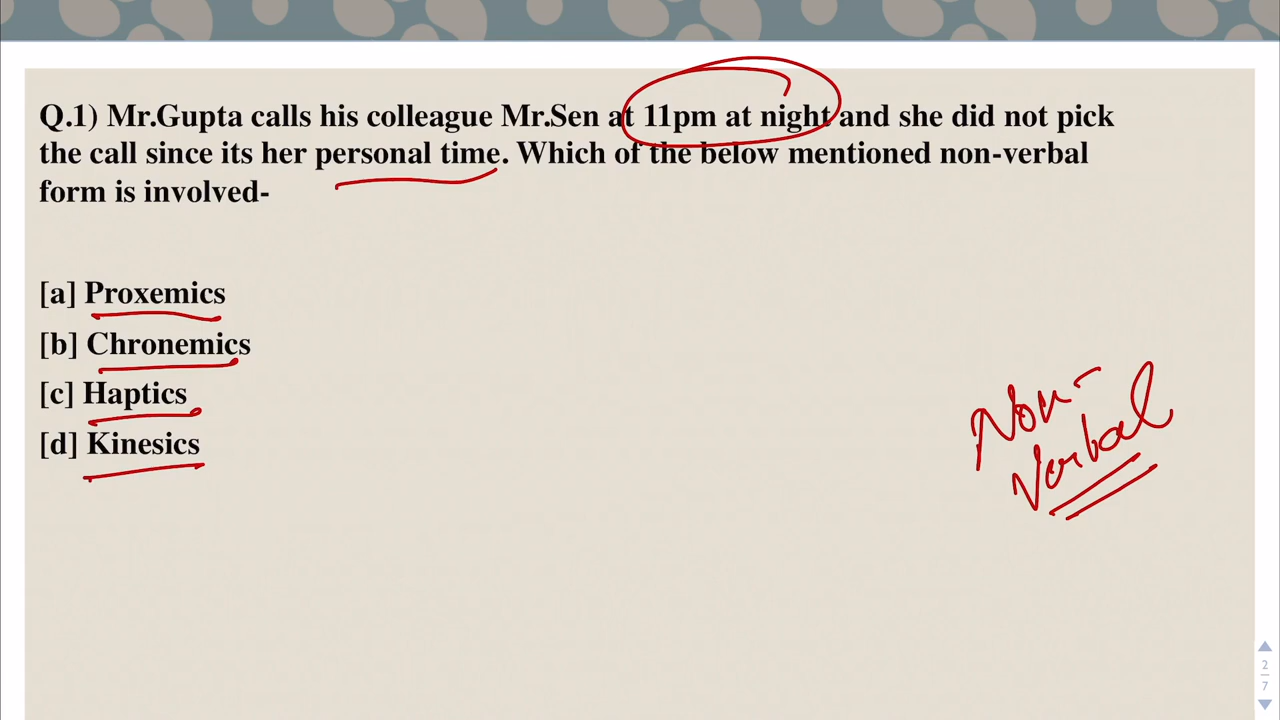 Q.1) Mr.Gupta calls his colleague Mr.Sen at 11pm at night and she did not pick
the call since its her personal time. Which of the below mentioned non-verbal
form is involved-
[a] Proxemics
[b] Chronemics
[c] Haptics
[d] Kinesics
Non-
Verbal
2
7